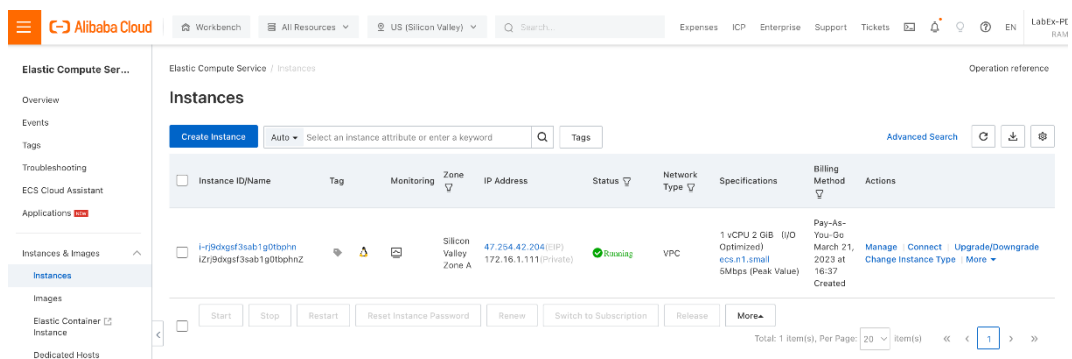 Alibaba Cloud
Workbench
All Resources
US (Silicon Valley)
Search...
Expenses
ICP
Enterprise
Support
Tickets
EN
LabEx-PD
RAM
Elastic Compute Ser...
Overview
Events
Tags
Troubleshooting
ECS Cloud Assistant
Applications NEW
Instances & Images
Instances
Images
Elastic Container
Instance
Dedicated Hosts
Elastic Compute Service / Instances
Operation reference
Instances
Create Instance
Auto
Select an instance attribute or enter a keyword
Tags
Advanced Search
Instance ID/Name
Tag
Monitoring
Zone
IP Address
Status
Network
Type
Specifications
Billing
Method
Actions
i-rj9dxgsf3sab1g0tbphn
iZrj9dxgsf3sab1g0tbphnZ
Silicon
Valley
Zone A
47.254.42.204(EIP)
172.16.1.111(Private)
Running
VPC
1 vCPU 2 GiB (I/O
Optimized)
ecs.n1.small
5Mbps (Peak Value)
Pay-As-
You-Go
March 21,
2023 at
16:37
Created
Manage | Connect | Upgrade/Downgrade
Change Instance Type | More
Start
Stop
Restart
Reset Instance Password
Renew
Switch to Subscription
Release
More
Total: 1 item(s), Per Page: 20 item(s)
1